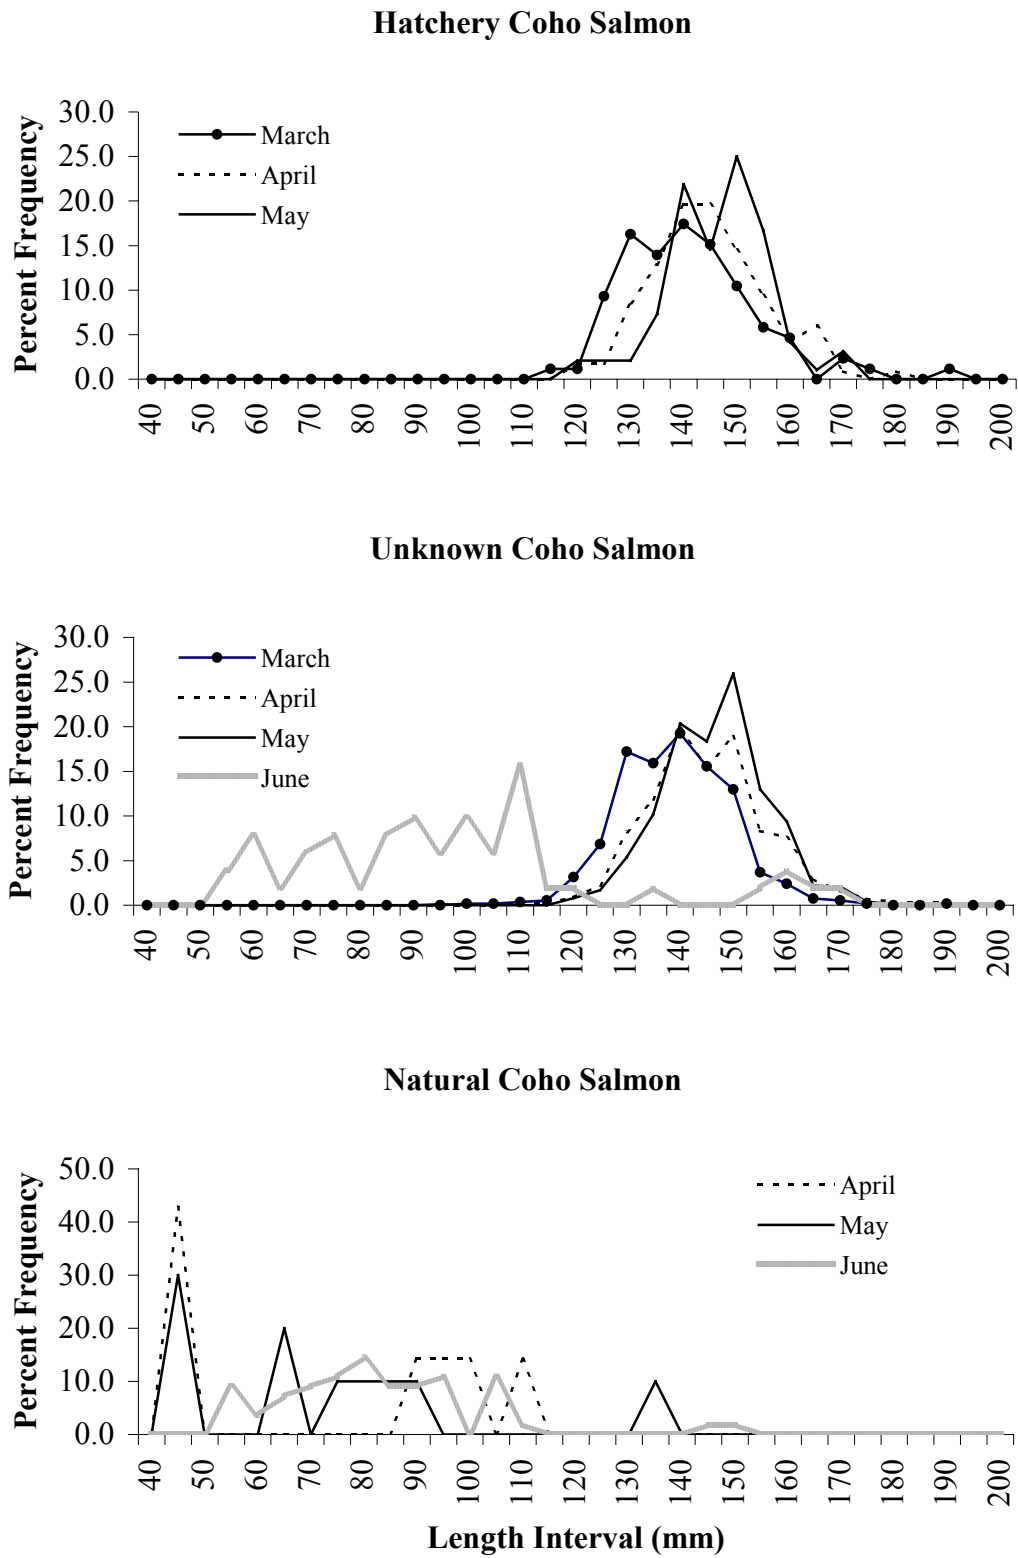 Hatchery Coho Salmon
Percent Frequency
30.0
25.0
20.0
15.0
10.0
5.0
0.0
March
April
May
40 50 60 70 80 90 100 110 120 130 140 150 160 170 180 190 200
Unknown Coho Salmon
Percent Frequency
30.0
25.0
20.0
15.0
10.0
5.0
0.0
March
April
May
June
40 50 60 70 80 90 100 110 120 130 140 150 160 170 180 190 200
Natural Coho Salmon
Percent Frequency
50.0
40.0
30.0
20.0
10.0
0.0
April
May
June
40 50 60 70 80 90 100 110 120 130 140 150 160 170 180 190 200
Length Interval (mm)